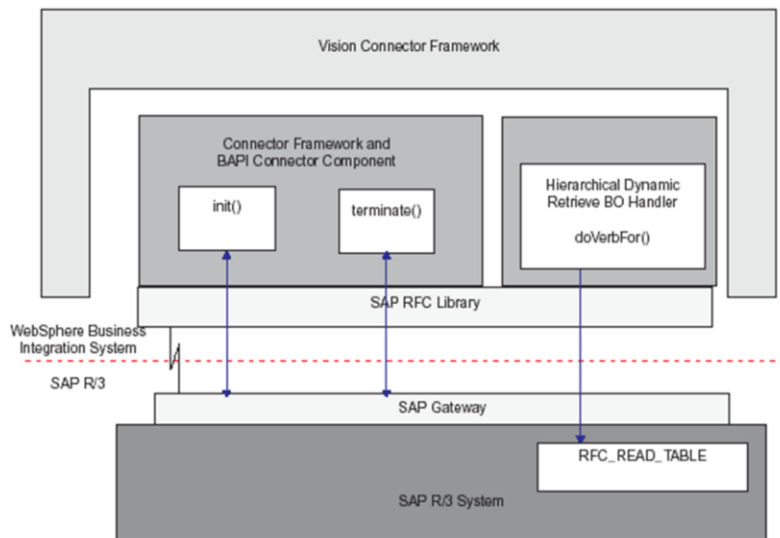 Vision Connector Framework
Connector Framework and
BAPI Connector Component
init()
terminate()
Hierarchical Dynamic
Retrieve BO Handler
doVerbFor()
SAP RFC Library
WebSphere Business
Integration System
SAP R/3
SAP Gateway
RFC_READ_TABLE
SAP R/3 System